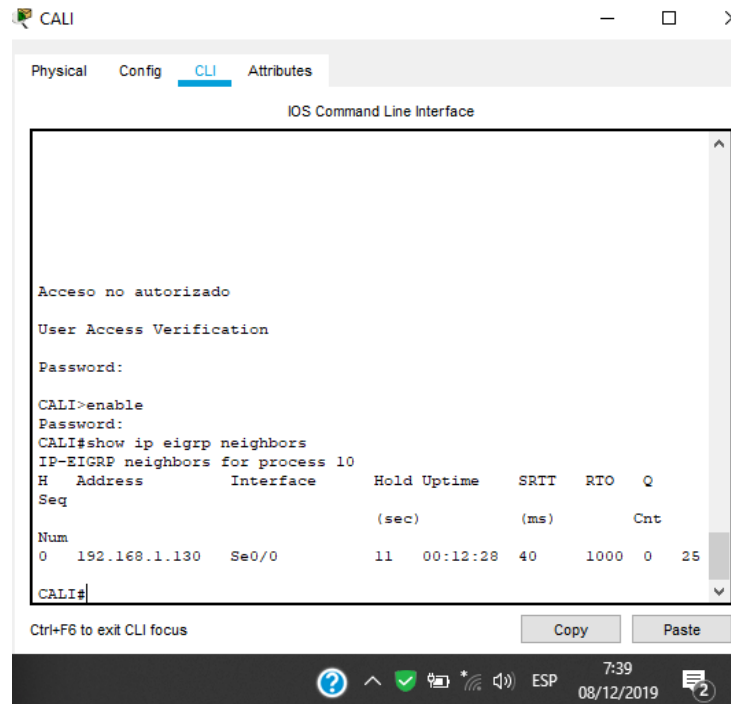 CALI
Physical Config CLI Attributes
IOS Command Line Interface
Acceso no autorizado
User Access Verification
Password:
CALI>enable
Password:
CALI#show ip eigrp neighbors
IP-EIGRP neighbors for process 10
H Address Interface Hold Uptime SRTT RTO Q
Seq
(sec) (ms) Cnt
Num
0 192.168.1.130 Se0/0 11 00:12:28 40 1000 0 25
CALI#
Ctrl+F6 to exit CLI focus
Copy Paste
ESP
7:39
08/12/2019
2